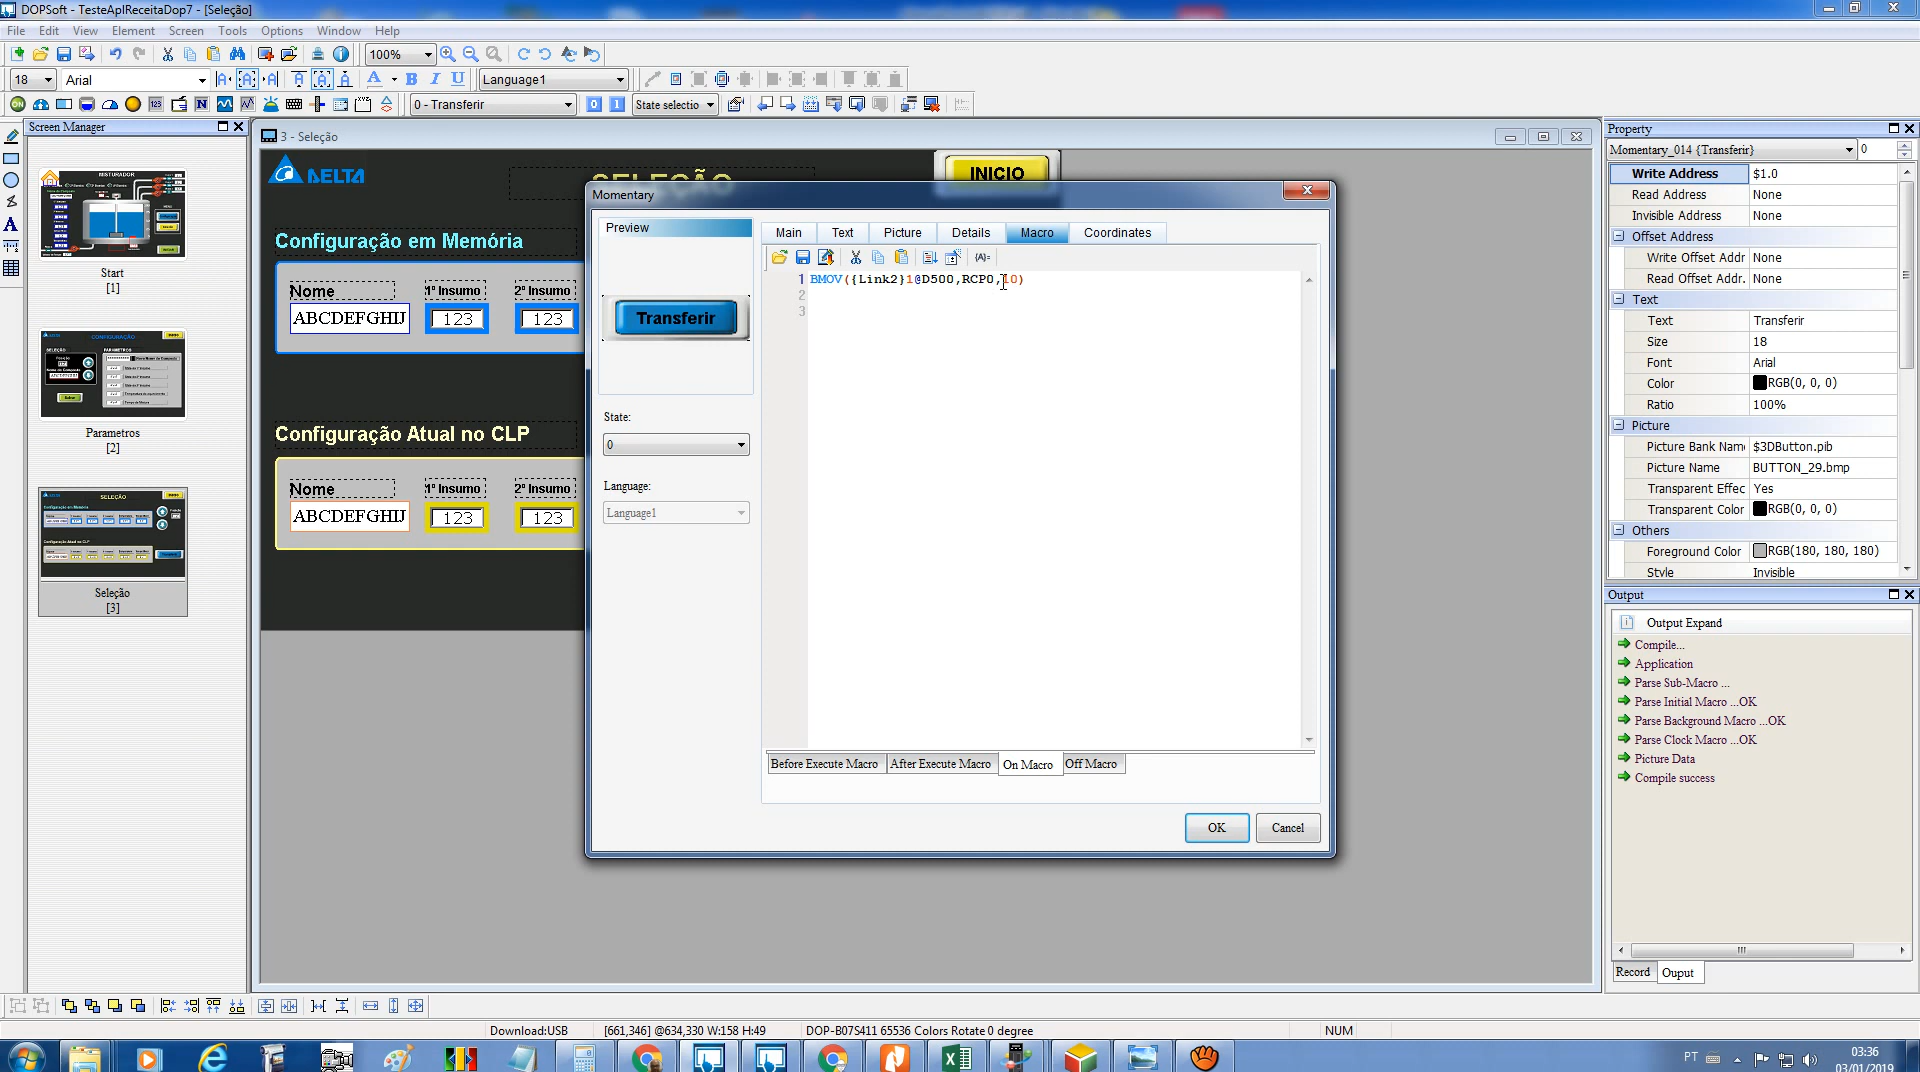 DOPSoft - TesteAplReceitaDop7 - [Seleção]
File Edit View Element Screen Tools Options Window Help
100%
18 Arial Language1
0 - Transferir State selectio
Screen Manager
Start
[1]
Parametros
[2]
SELEÇÃO
Seleção
[3]
3 - Seleção
DELTA
SELEÇÃO
INICIO
Configuração em Memória
Nome 1º Insumo 2º Insumo
ABCDEFGHIJ 123 123
Configuração Atual no CLP
Nome 1º Insumo 2º Insumo
ABCDEFGHIJ 123 123
Momentary
Preview
Transferir
State:
0
Language:
Language1
Main Text Picture Details Macro Coordinates
1 BMOV({Link2}1@D500,RCP0,10)
2
3
Before Execute Macro After Execute Macro On Macro Off Macro
OK Cancel
Property
Momentary_014 {Transferir} 0
Write Address $1.0
Read Address None
Invisible Address None
Offset Address
Write Offset Addr None
Read Offset Addr. None
Text
Text Transferir
Size 18
Font Arial
Color RGB(0, 0, 0)
Ratio 100%
Picture
Picture Bank Name $3DButton.pib
Picture Name BUTTON_29.bmp
Transparent Effec Yes
Transparent Color RGB(0, 0, 0)
Others
Foreground Color RGB(180, 180, 180)
Style Invisible
Output
Output Expand
Compile...
Application
Parse Sub-Macro ...
Parse Initial Macro ...OK
Parse Background Macro ...OK
Parse Clock Macro ...OK
Picture Data
Compile success
Record Ouput
Download:USB [661,346] @634,330 W:158 H:49 DOP-B07S411 65536 Colors Rotate 0 degree NUM
PT 03:36
03/01/2019